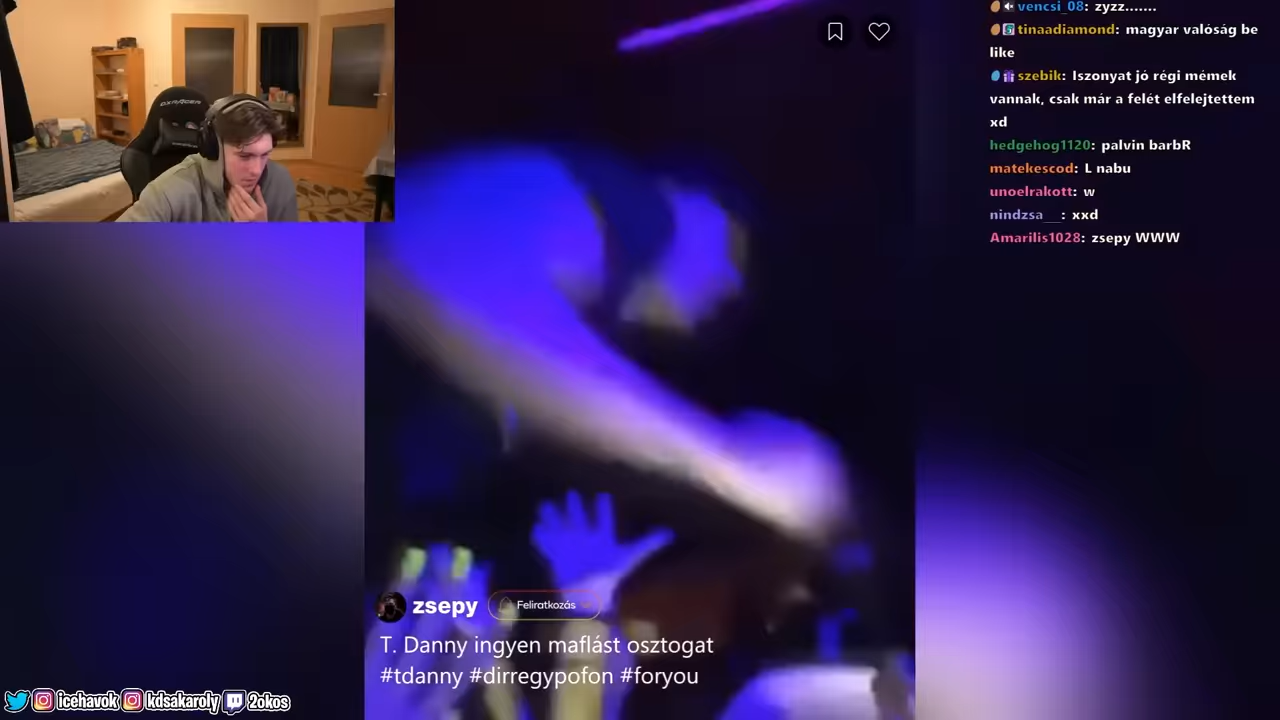 DXRACER
vencsi_08: zyzz.......
tinaadiamond: magyar valóság be
like
szebik: Iszonyat jó régi mémek
vannak, csak már a felét elfelejtettem
xd
hedgehog1120: palvin barbR
matekescod: L nabu
unoelrakott: w
nindzsa__: xxd
Amarilis1028: zsepy WWW
zsepy Feliratkozás
T. Danny ingyen maflást osztogat
#tdanny #dirregypofon #foryou
icehavok kdsakaroly 2okos